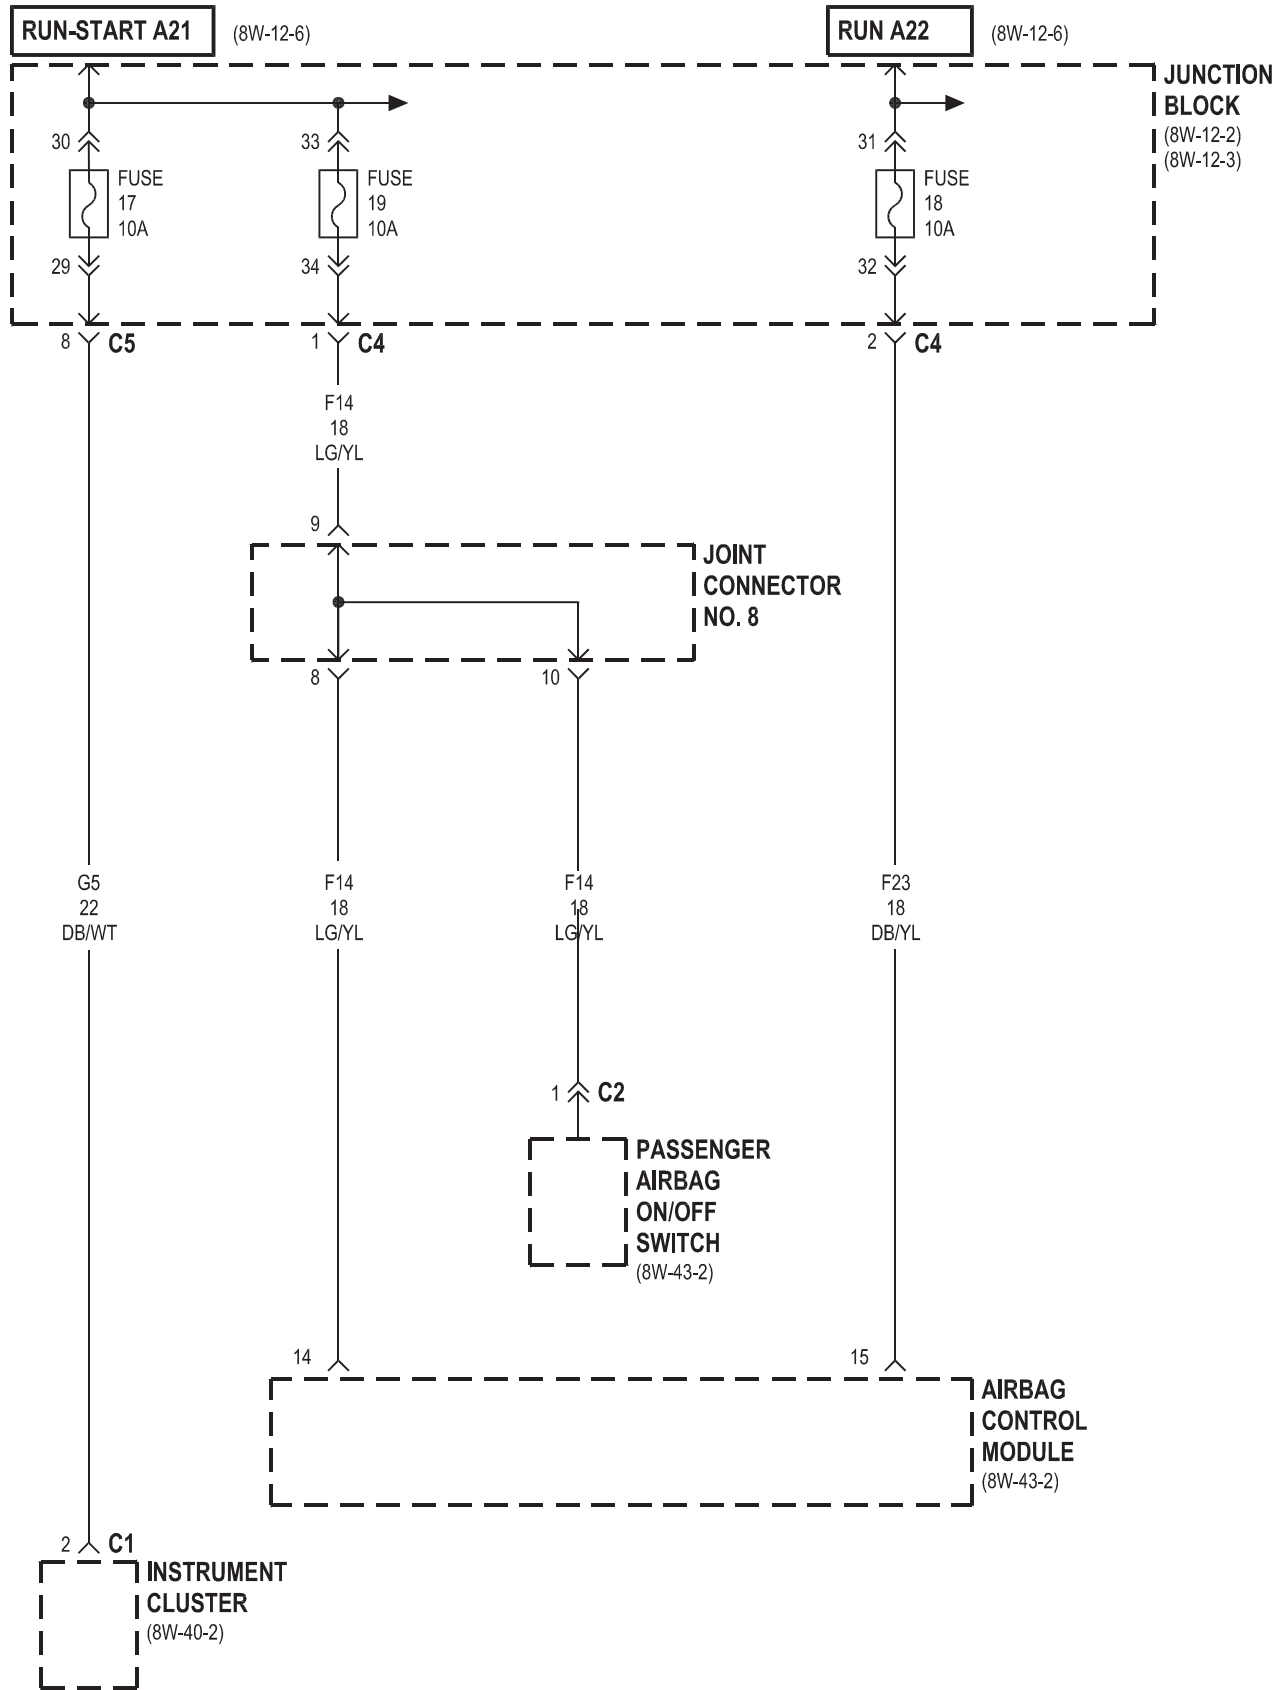 RUN-START A21 (8W-12-6)
RUN A22 (8W-12-6)
JUNCTION
BLOCK
(8W-12-2)
(8W-12-3)
30
FUSE
17
10A
29
33
FUSE
19
10A
34
31
FUSE
18
10A
32
8 C5
1 C4
2 C4
F14
18
LG/YL
9
JOINT
CONNECTOR
NO. 8
8
10
G5
22
DB/WT
F14
18
LG/YL
F14
18
LG/YL
F23
18
DB/YL
1 C2
PASSENGER
AIRBAG
ON/OFF
SWITCH
(8W-43-2)
14
15
AIRBAG
CONTROL
MODULE
(8W-43-2)
2 C1
INSTRUMENT
CLUSTER
(8W-40-2)